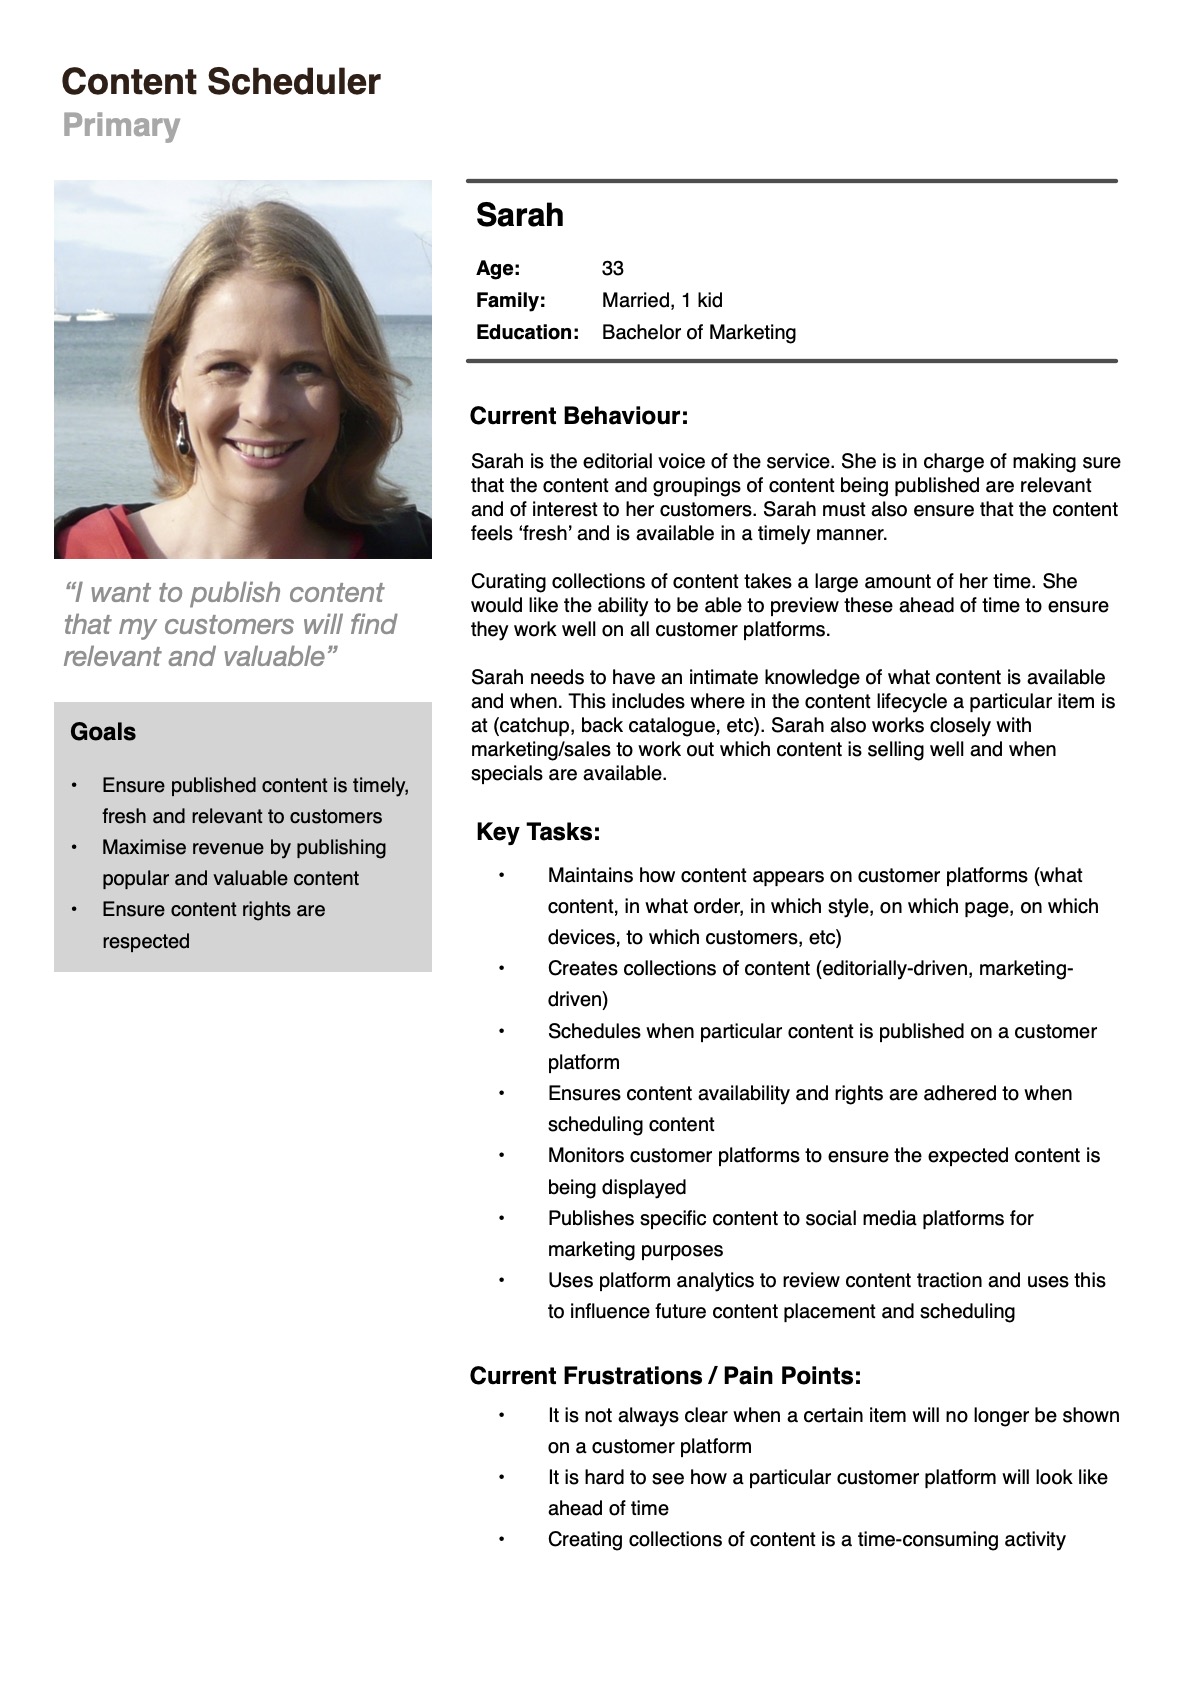 Content Scheduler
Primary
“I want to publish content
that my customers will find
relevant and valuable”
Goals
• Ensure published content is timely,
fresh and relevant to customers
• Maximise revenue by publishing
popular and valuable content
• Ensure content rights are
respected
Sarah
Age: 33
Family: Married, 1 kid
Education: Bachelor of Marketing
Current Behaviour:
Sarah is the editorial voice of the service. She is in charge of making sure
that the content and groupings of content being published are relevant
and of interest to her customers. Sarah must also ensure that the content
feels ‘fresh’ and is available in a timely manner.
Curating collections of content takes a large amount of her time. She
would like the ability to be able to preview these ahead of time to ensure
they work well on all customer platforms.
Sarah needs to have an intimate knowledge of what content is available
and when. This includes where in the content lifecycle a particular item is
at (catchup, back catalogue, etc). Sarah also works closely with
marketing/sales to work out which content is selling well and when
specials are available.
Key Tasks:
• Maintains how content appears on customer platforms (what
content, in what order, in which style, on which page, on which
devices, to which customers, etc)
• Creates collections of content (editorially-driven, marketing-
driven)
• Schedules when particular content is published on a customer
platform
• Ensures content availability and rights are adhered to when
scheduling content
• Monitors customer platforms to ensure the expected content is
being displayed
• Publishes specific content to social media platforms for
marketing purposes
• Uses platform analytics to review content traction and uses this
to influence future content placement and scheduling
Current Frustrations / Pain Points:
• It is not always clear when a certain item will no longer be shown
on a customer platform
• It is hard to see how a particular customer platform will look like
ahead of time
• Creating collections of content is a time-consuming activity